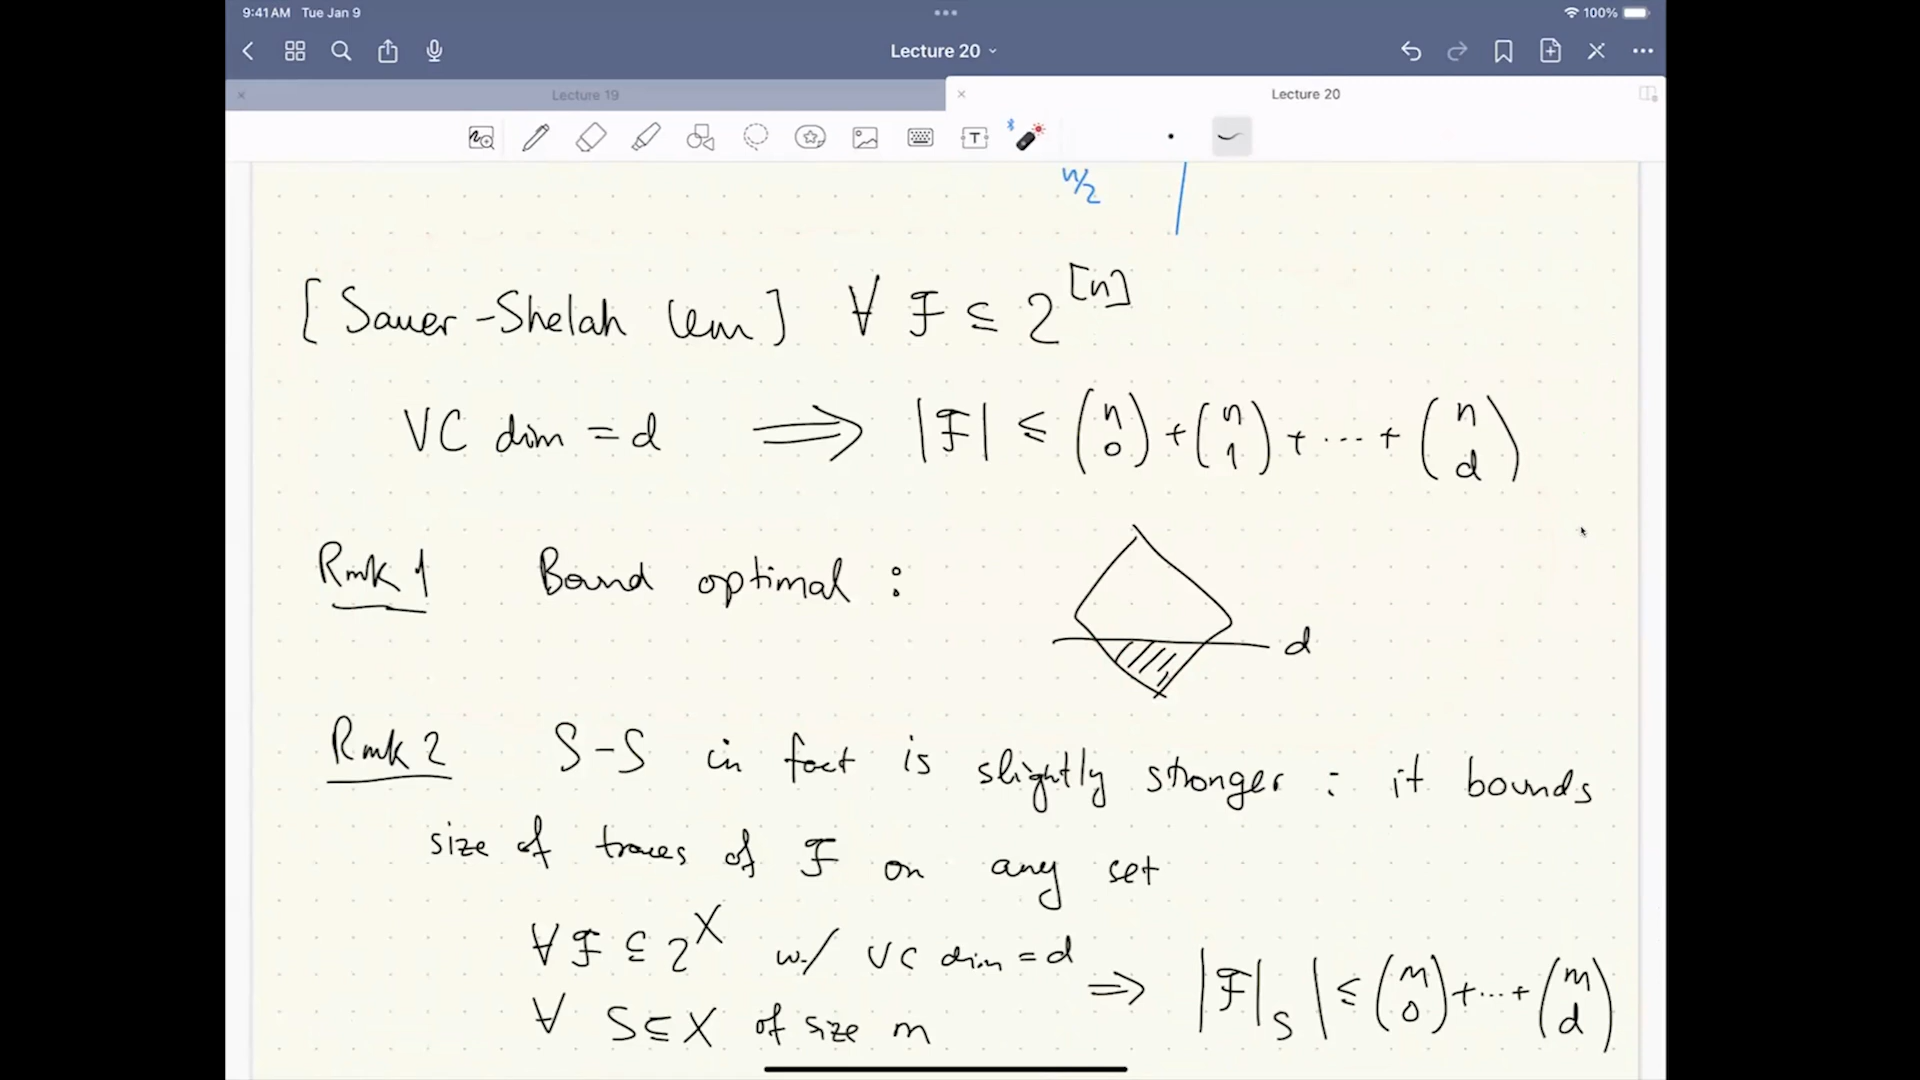 9:41 AM Tue Jan 9
100%
Lecture 20
Lecture 19
Lecture 20
T
n/2
[Sauer-Shelah lem] ∀ F ⊆ 2^[n]
VC dim = d ⟹ |F| ≤ (n 0) + (n 1) + ... + (n d)
Rmk 1 Bound optimal :
d
Rmk 2 S-S in fact is slightly stronger : it bounds
size of traces of F on any set
∀ F ⊆ 2^X w/ VC dim = d
∀ S ⊆ X of size m ⟹ |F|_S| ≤ (m 0) + ... + (m d)